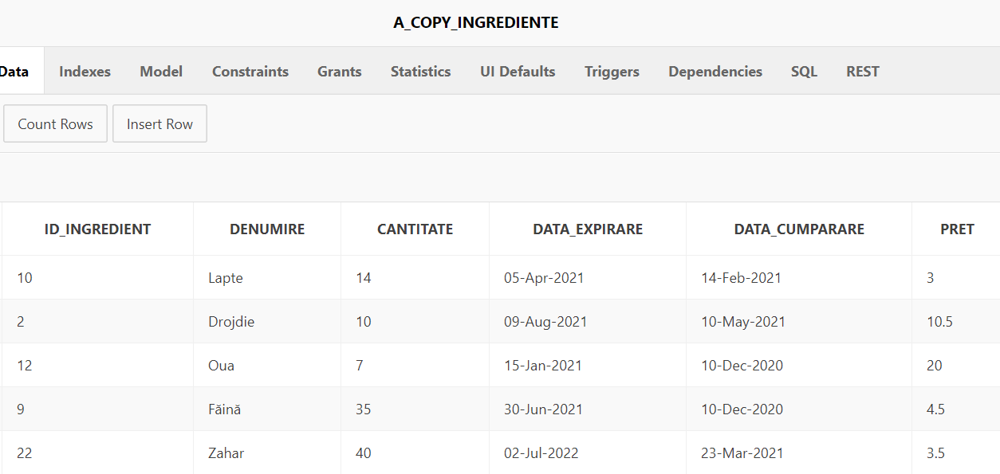 A_COPY_INGREDIENTE
Data Indexes Model Constraints Grants Statistics UI Defaults Triggers Dependencies SQL REST
Count Rows Insert Row
ID_INGREDIENT DENUMIRE CANTITATE DATA_EXPIRARE DATA_CUMPARARE PRET
10 Lapte 14 05-Apr-2021 14-Feb-2021 3
2 Drojdie 10 09-Aug-2021 10-May-2021 10.5
12 Oua 7 15-Jan-2021 10-Dec-2020 20
9 Făină 35 30-Jun-2021 10-Dec-2020 4.5
22 Zahar 40 02-Jul-2022 23-Mar-2021 3.5